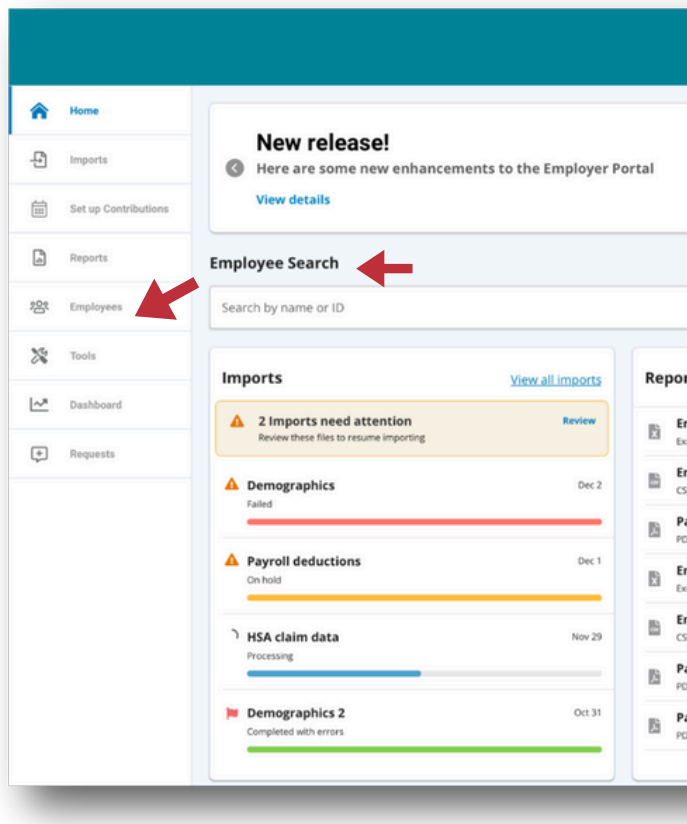 Home
Imports
Set up Contributions
Reports
Employees
Tools
Dashboard
Requests
New release!
Here are some new enhancements to the Employer Portal
View details
Employee Search
Search by name or ID
Imports
View all imports
2 Imports need attention
Review
Review these files to resume importing
Demographics
Dec 2
Failed
Payroll deductions
Dec 1
On hold
HSA claim data
Nov 29
Processing
Demographics 2
Oct 31
Completed with errors